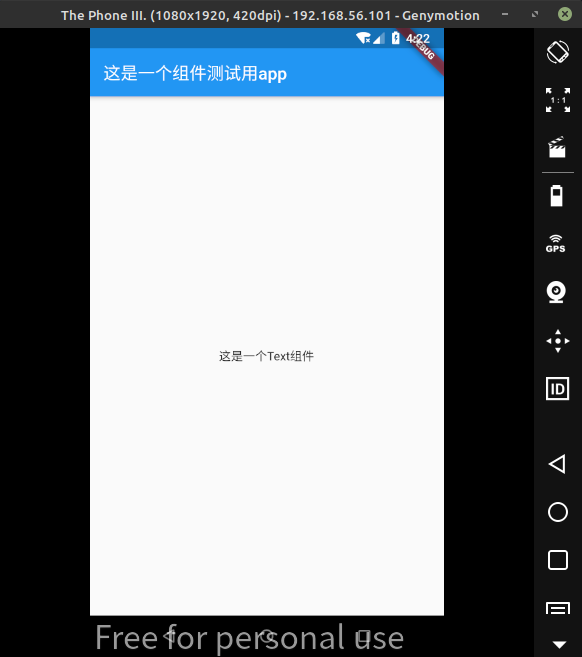 The Phone III. (1080x1920, 420dpi) - 192.168.56.101 - Genymotion
4:22
DEBUG
这是一个组件测试用app
1:1
GPS
这是一个Text组件
ID
Free for personal use